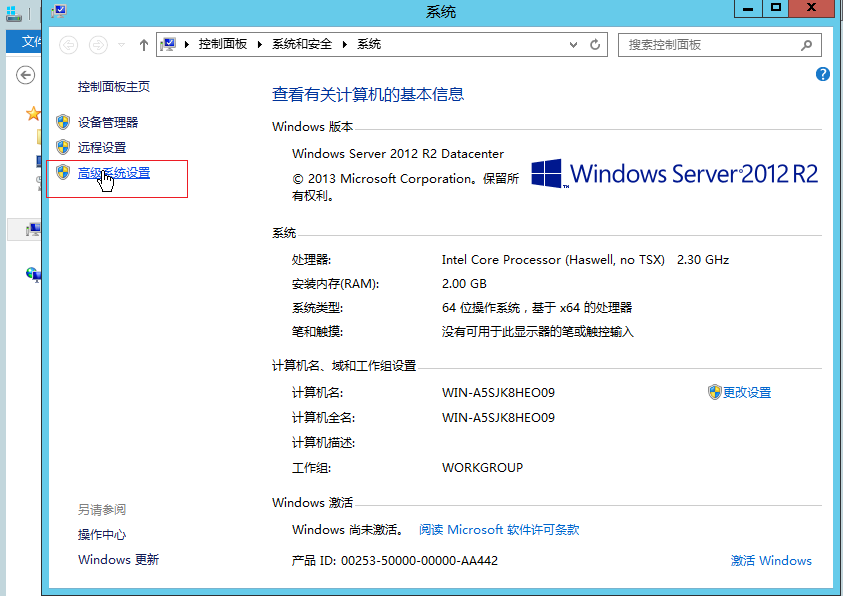 系统
文件
控制面板 系统和安全 系统
搜索控制面板
控制面板主页
设备管理器
远程设置
高级系统设置
查看有关计算机的基本信息
Windows 版本
Windows Server 2012 R2 Datacenter
© 2013 Microsoft Corporation。保留所
有权利。
Windows Server 2012 R2
系统
处理器: Intel Core Processor (Haswell, no TSX) 2.30 GHz
安装内存(RAM): 2.00 GB
系统类型: 64 位操作系统，基于 x64 的处理器
笔和触摸: 没有可用于此显示器的笔或触控输入
计算机名、域和工作组设置
计算机名: WIN-A5SJK8HEO09 更改设置
计算机全名: WIN-A5SJK8HEO09
计算机描述:
工作组: WORKGROUP
Windows 激活
Windows 尚未激活。 阅读 Microsoft 软件许可条款
产品 ID: 00253-50000-00000-AA442 激活 Windows
另请参阅
操作中心
Windows 更新